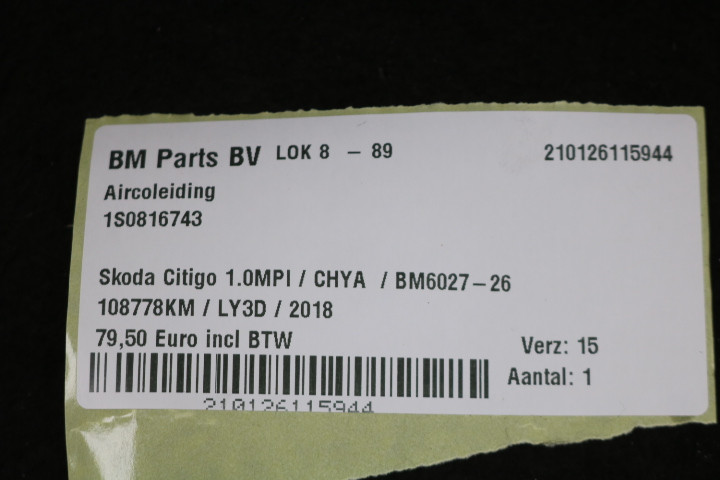 BM Parts BV LOK 8 - 89 210126115944
Aircoleiding
1S0816743
Skoda Citigo 1.0MPI / CHYA / BM6027-26
108778KM / LY3D / 2018
79,50 Euro incl BTW
Verz: 15
Aantal: 1
210126115944